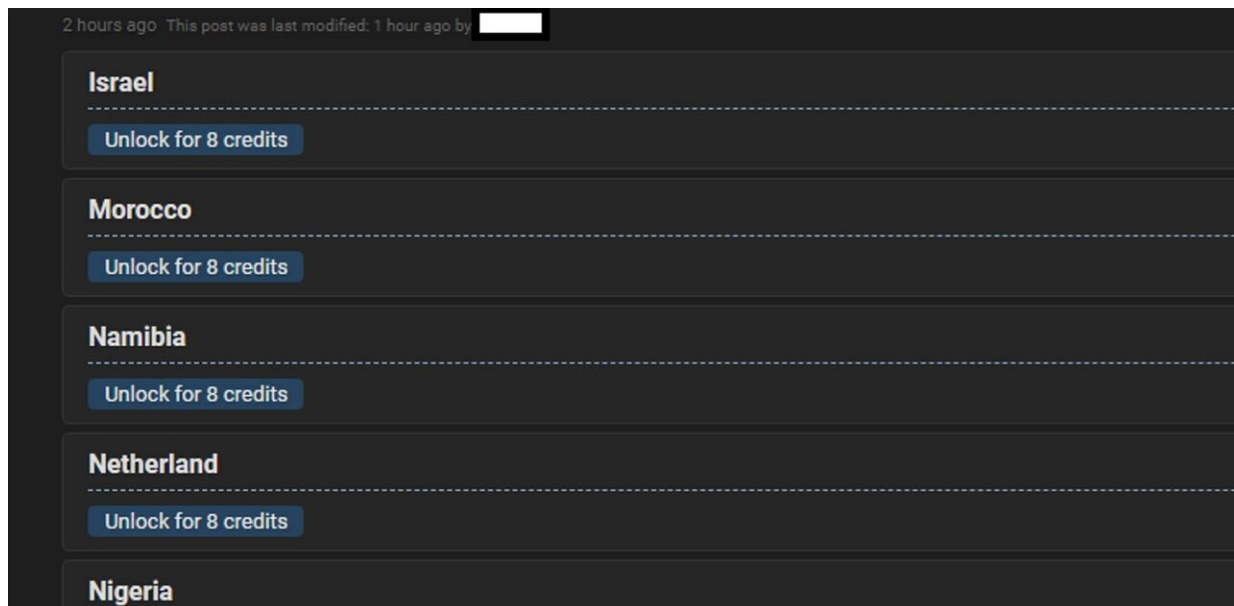 2 hours ago This post was last modified: 1 hour ago by
Israel
Unlock for 8 credits
Morocco
Unlock for 8 credits
Namibia
Unlock for 8 credits
Netherland
Unlock for 8 credits
Nigeria